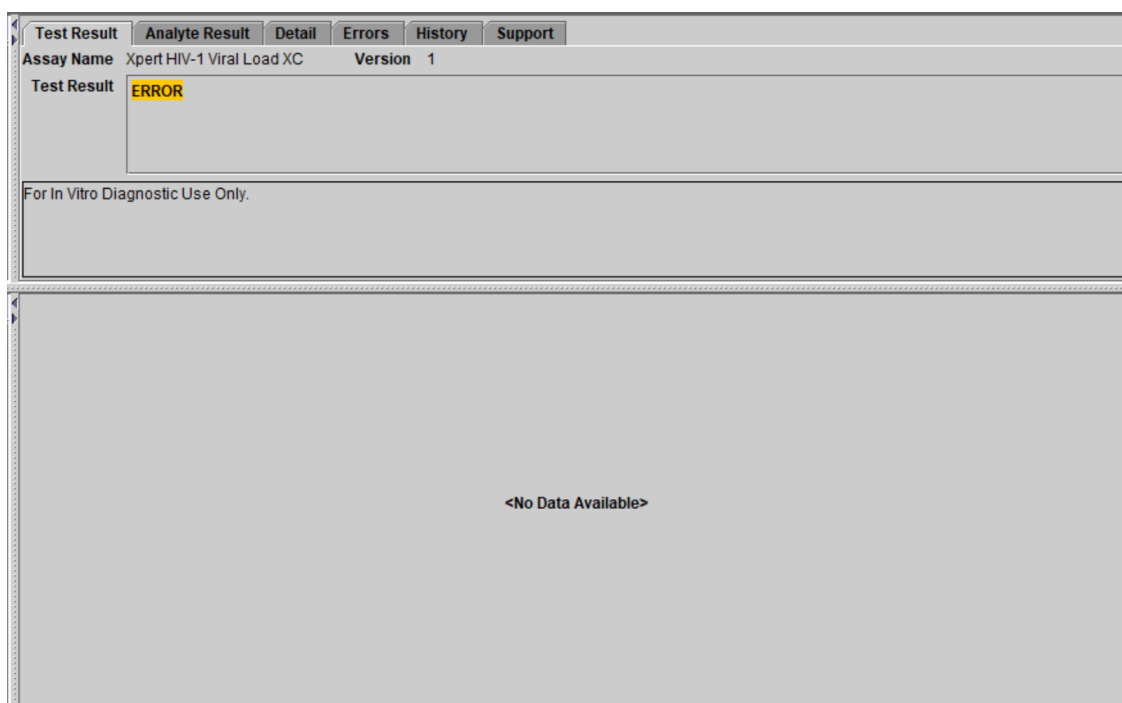 Test Result Analyte Result Detail Errors History Support
Assay Name Xpert HIV-1 Viral Load XC Version 1
Test Result ERROR
For In Vitro Diagnostic Use Only.
<No Data Available>